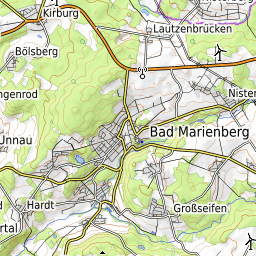 Kirburg
Lautzenbrücken
Bölsberg
ngenrod
Nister
Unnau
Bad Marienberg
Hardt
Großseifen
rtal